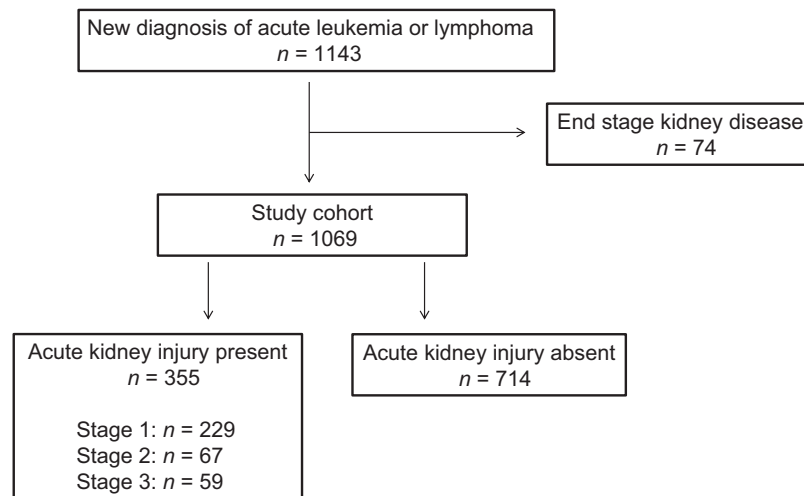 New diagnosis of acute leukemia or lymphoma
n = 1143
End stage kidney disease
n = 74
Study cohort
n = 1069
Acute kidney injury present
n = 355
Stage 1: n = 229
Stage 2: n = 67
Stage 3: n = 59
Acute kidney injury absent
n = 714